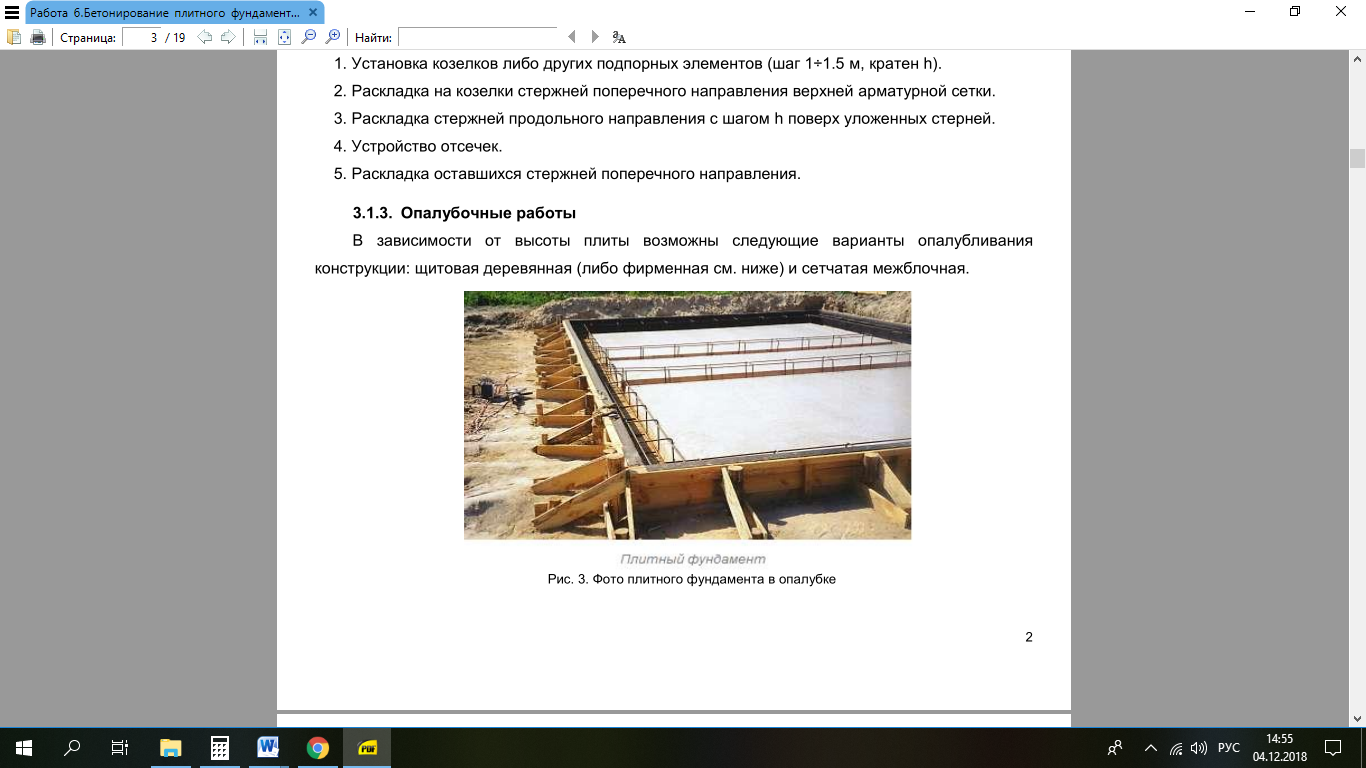 Работа 6.Бетонирование плитного фундамент...
Страница: 3 / 19 Найти:
1. Установка козелков либо других подпорных элементов (шаг 1÷1.5 м, кратен h).
2. Раскладка на козелки стержней поперечного направления верхней арматурной сетки.
3. Раскладка стержней продольного направления с шагом h поверх уложенных стерней.
4. Устройство отсечек.
5. Раскладка оставшихся стержней поперечного направления.
3.1.3. Опалубочные работы
В зависимости от высоты плиты возможны следующие варианты опалубливания
конструкции: щитовая деревянная (либо фирменная см. ниже) и сетчатая межблочная.
Плитный фундамент
Рис. 3. Фото плитного фундамента в опалубке
2
PDF
РУС
14:55
04.12.2018